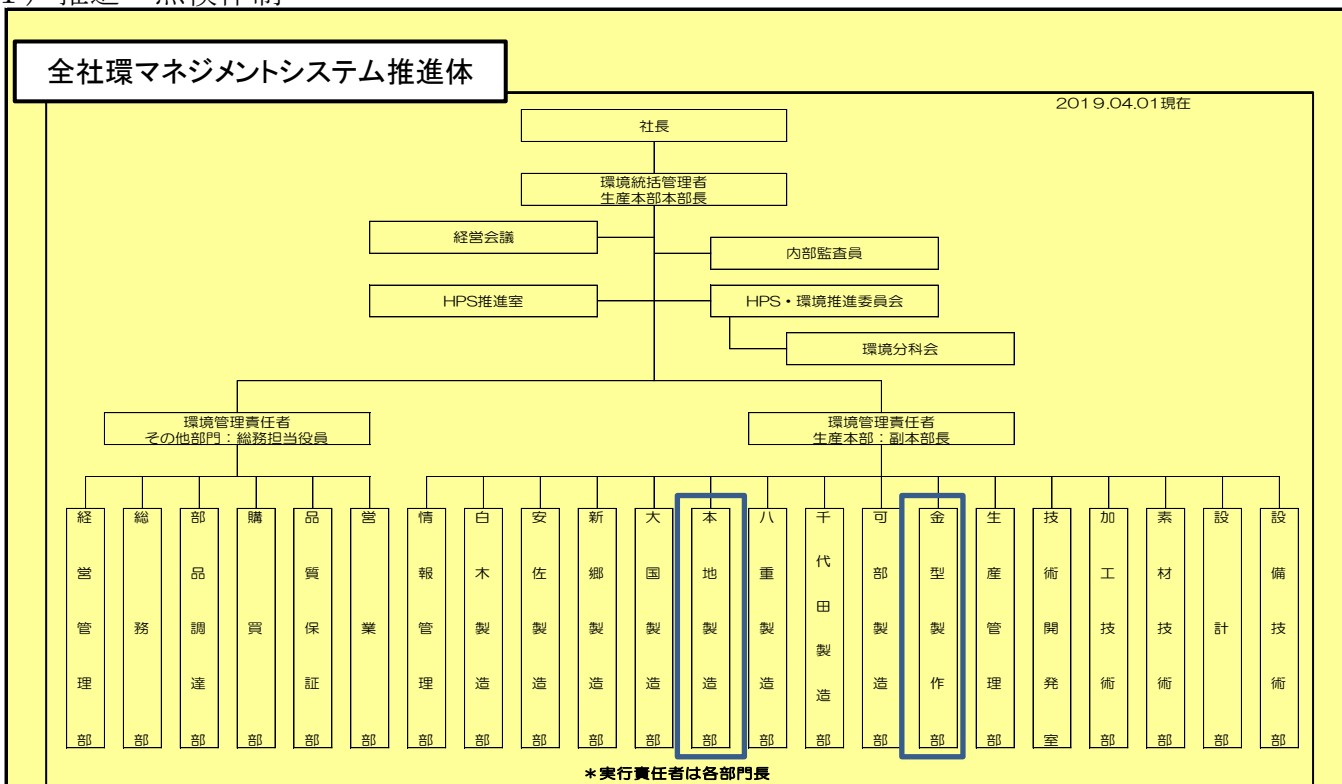 全社環マネジメントシステム推進体
2019.04.01現在
社長
環境統括管理者
生産本部本部長
経営会議
内部監査員
HPS推進室
HPS・環境推進委員会
環境分科会
環境管理責任者
その他部門：総務担当役員
環境管理責任者
生産本部：副本部長
経営管理部
総務部
部品調達部
購買部
品質保証部
営業部
情報管理部
白木製造部
安佐製造部
新郷製造部
大国製造部
本地製造部
八重製造部
千代田製造部
可部製造部
金型製作部
生産管理部
技術開発室
加工技術部
素材技術部
設計部
設備技術部
＊実行責任者は各部門長